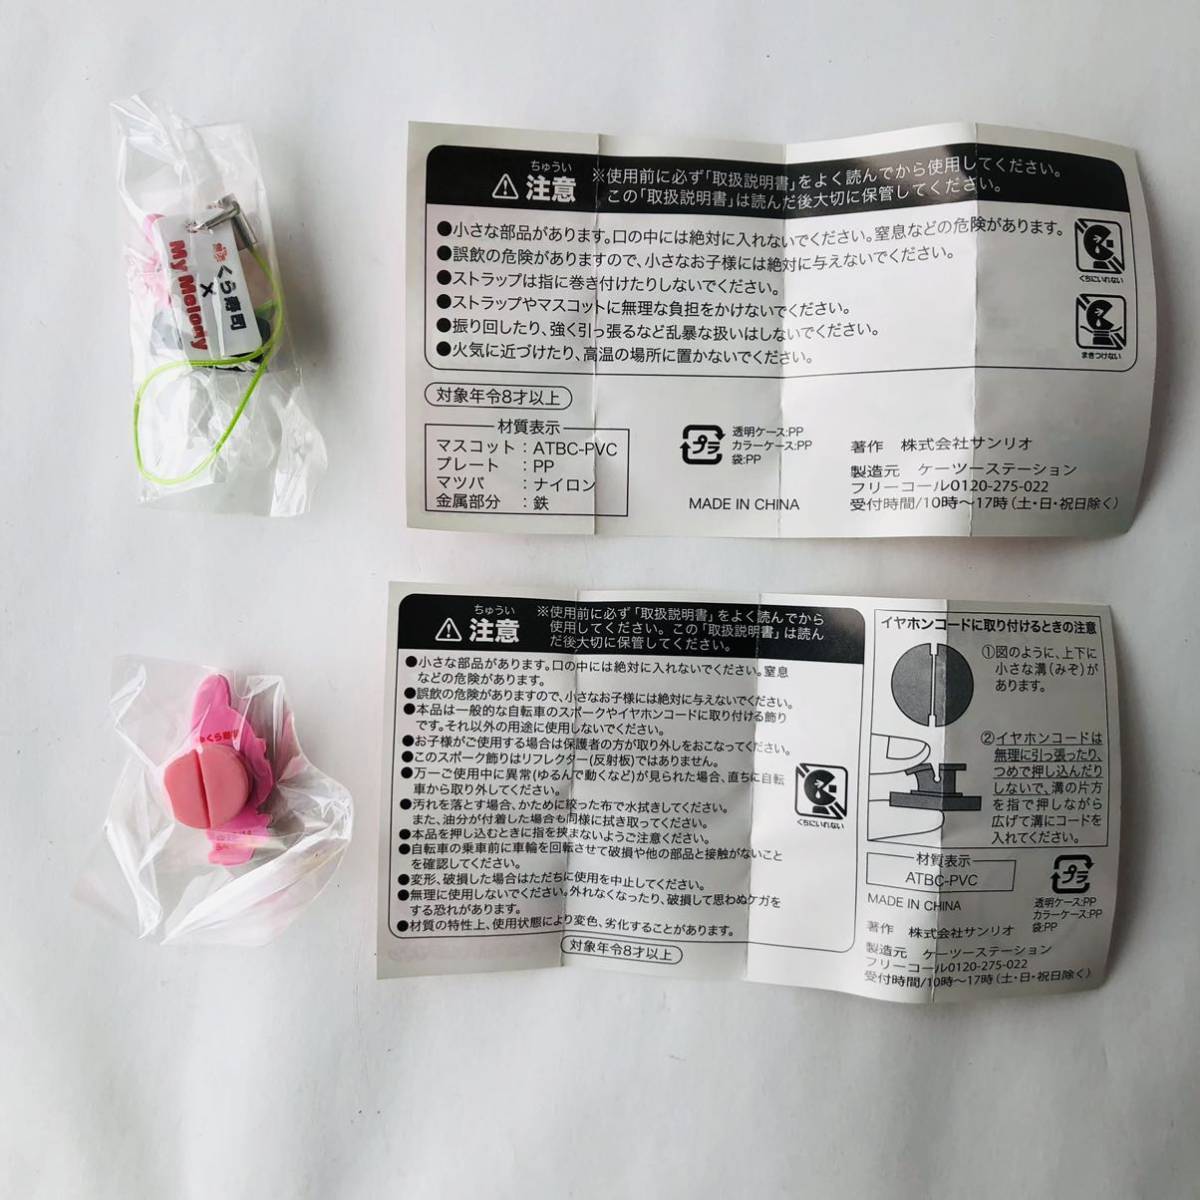 くら寿司
×
My Melody
ちゅうい
注意
※使用前に必ず「取扱説明書」をよく読んでから使用してください。
この「取扱説明書」は読んだ後大切に保管してください。
●小さな部品があります。口の中には絶対に入れないでください。窒息などの危険があります。
●誤飲の危険がありますので、小さなお子様には絶対に与えないでください。
●ストラップは指に巻き付けたりしないでください。
●ストラップやマスコットに無理な負担をかけないでください。
●振り回したり、強く引っ張るなど乱暴な扱いはしないでください。
●火気に近づけたり、高温の場所に置かないでください。
くちにいれない
まきつけない
対象年令8才以上
材質表示
マスコット：ATBC-PVC
プレート：PP
マツバ：ナイロン
金属部分：鉄
プラ
透明ケース:PP
カラーケース:PP
袋:PP
MADE IN CHINA
著作 株式会社サンリオ
製造元 ケーツーステーション
フリーコール0120-275-022
受付時間/10時～17時(土・日・祝日除く)
ちゅうい
注意
※使用前に必ず「取扱説明書」をよく読んでから
使用してください。この「取扱説明書」は読ん
だ後大切に保管してください。
●小さな部品があります。口の中には絶対に入れないでください。窒息
などの危険があります。
●誤飲の危険がありますので、小さなお子様には絶対に与えないでください。
●本品は一般的な自転車のスポークやイヤホンコードに取り付ける飾り
です。それ以外の用途に使用しないでください。
●お子様がご使用する場合は保護者の方が取り外しをおこなってください。
●このスポーク飾りはリフレクター(反射板)ではありません。
●万一ご使用中に異常(ゆるんで動くなど)が見られた場合、直ちに自転
車から取り外してください。
●汚れを落とす場合、かために絞った布で水拭きしてください。
また、油分が付着した場合も同様に拭き取ってください。
●本品を押し込むときに指を挟まないようご注意ください。
●自転車の乗車前に車輪を回転させて破損や他の部品と接触がないこと
を確認してください。
●変形、破損した場合はただちに使用を中止してください。
●無理に使用しないでください。外れなくなったり、破損して思わぬケガを
する恐れがあります。
●材質の特性上、使用状態により変色、劣化することがあります。
くちにいれない
対象年令8才以上
イヤホンコードに取り付けるときの注意
①図のように、上下に
小さな溝(みぞ)が
あります。
②イヤホンコードは
無理に引っ張ったり、
つめで押し込んだり
しないで、溝の片方
を指で押しながら
広げて溝にコードを
入れてください。
材質表示
ATBC-PVC
MADE IN CHINA
プラ
透明ケース:PP
カラーケース:PP
袋:PP
著作 株式会社サンリオ
製造元 ケーツーステーション
フリーコール0120-275-022
受付時間/10時～17時(土・日・祝日除く)